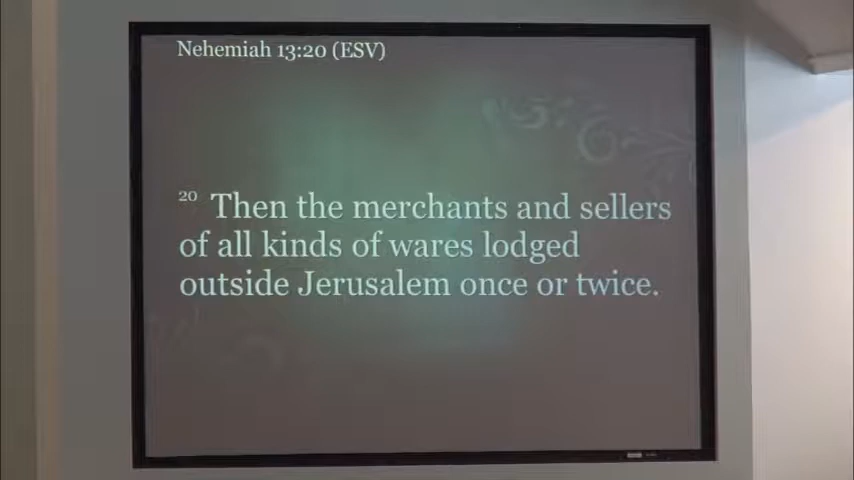 Nehemiah 13:20 (ESV)
20 Then the merchants and sellers
of all kinds of wares lodged
outside Jerusalem once or twice.